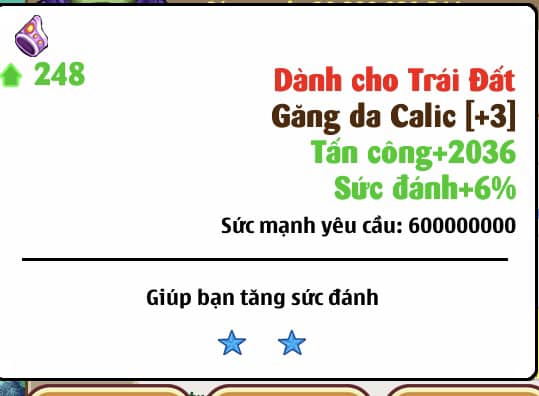 248
Dành cho Trái Đất
Găng da Calic [+3]
Tấn công+2036
Sức đánh+6%
Sức mạnh yêu cầu: 600000000
Giúp bạn tăng sức đánh